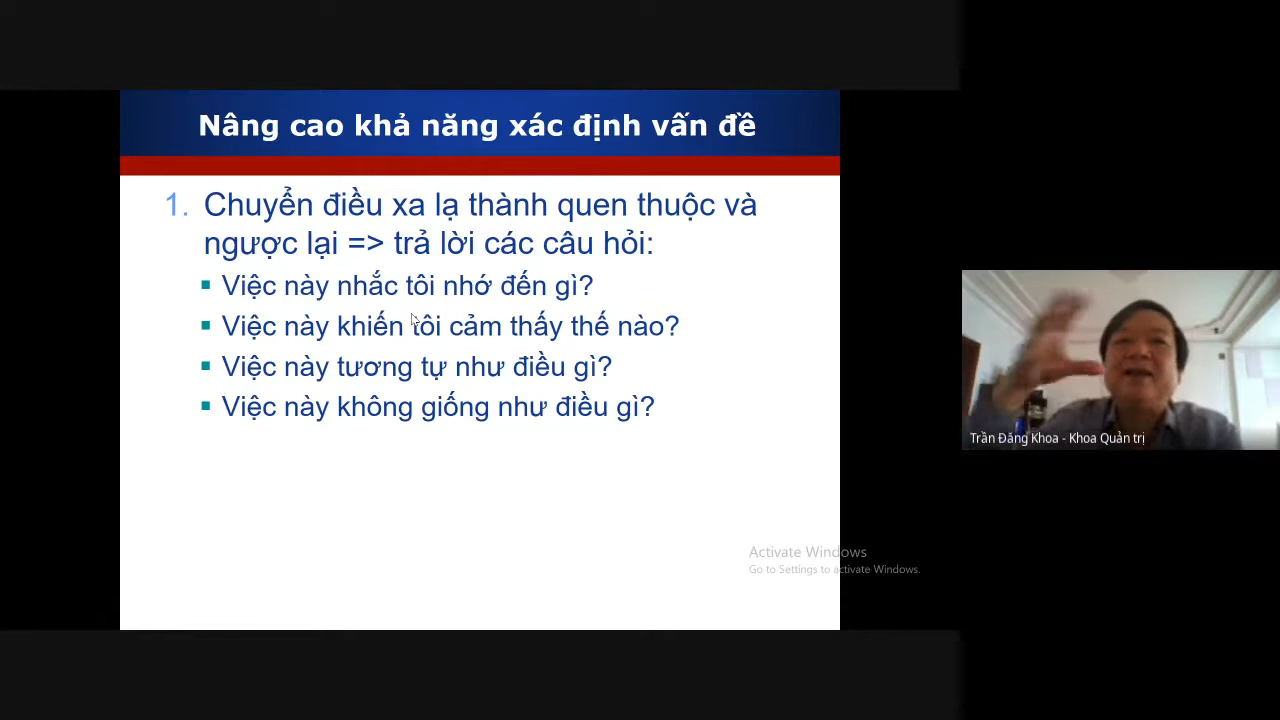 Nâng cao khả năng xác định vấn đề
1. Chuyển điều xa lạ thành quen thuộc và
ngược lại => trả lời các câu hỏi:
Việc này nhắc tôi nhớ đến gì?
Việc này khiến tôi cảm thấy thế nào?
Việc này tương tự như điều gì?
Việc này không giống như điều gì?
Trần Đăng Khoa - Khoa Quản trị
Activate Windows
Go to Settings to activate Windows.